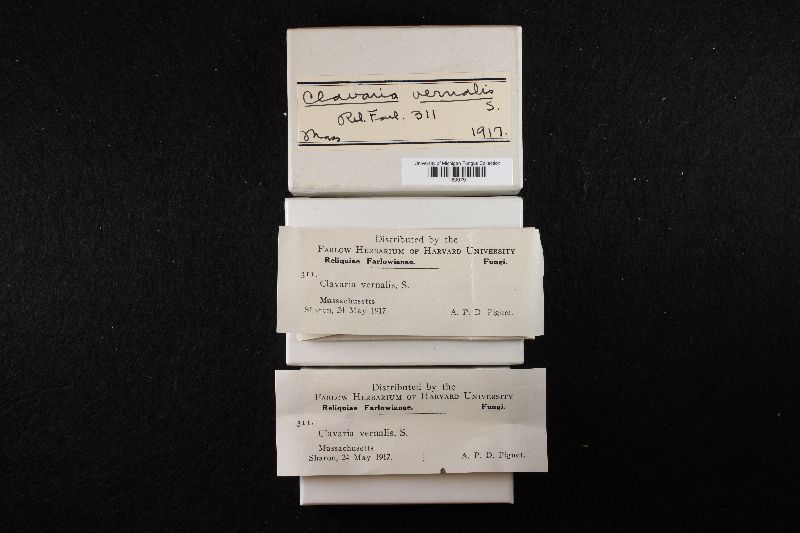 Clavaria vernalis
S.
Rel. Farl. 311
Mass 1917.
University of Michigan Fungus Collection
Distributed by the
FARLOW HERBARIUM OF HARVARD UNIVERSITY
Reliquiae Farlowianae. Fungi.
311.
Clavaria vernalis, S.
Massachusetts
Sharon, 24 May 1917. A. P. D. Piguet.
Distributed by the
FARLOW HERBARIUM OF HARVARD UNIVERSITY
Reliquiae Farlowianae. Fungi.
311.
Clavaria vernalis, S.
Massachusetts
Sharon, 24 May 1917. A. P. D. Piguet.